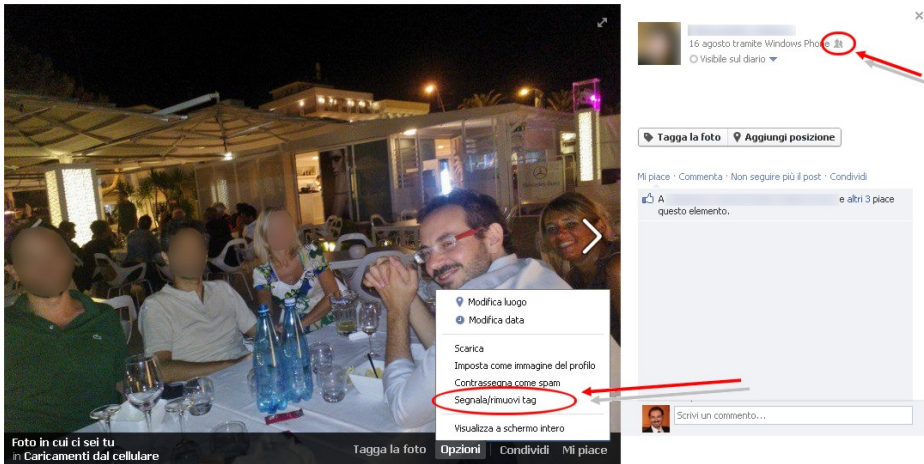 16 agosto tramite Windows Phone
Visibile sul diario
Tagga la foto
Aggiungi posizione
Mi piace · Commenta · Non seguire più il post · Condividi
A e altri 3 piace
questo elemento.
Mercedes-Benz
Modifica luogo
Modifica data
Scarica
Imposta come immagine del profilo
Contrassegna come spam
Segnala/rimuovi tag
Visualizza a schermo intero
Scrivi un commento...
Foto in cui ci sei tu
in Caricamenti dal cellulare
Tagga la foto Opzioni Condividi Mi piace